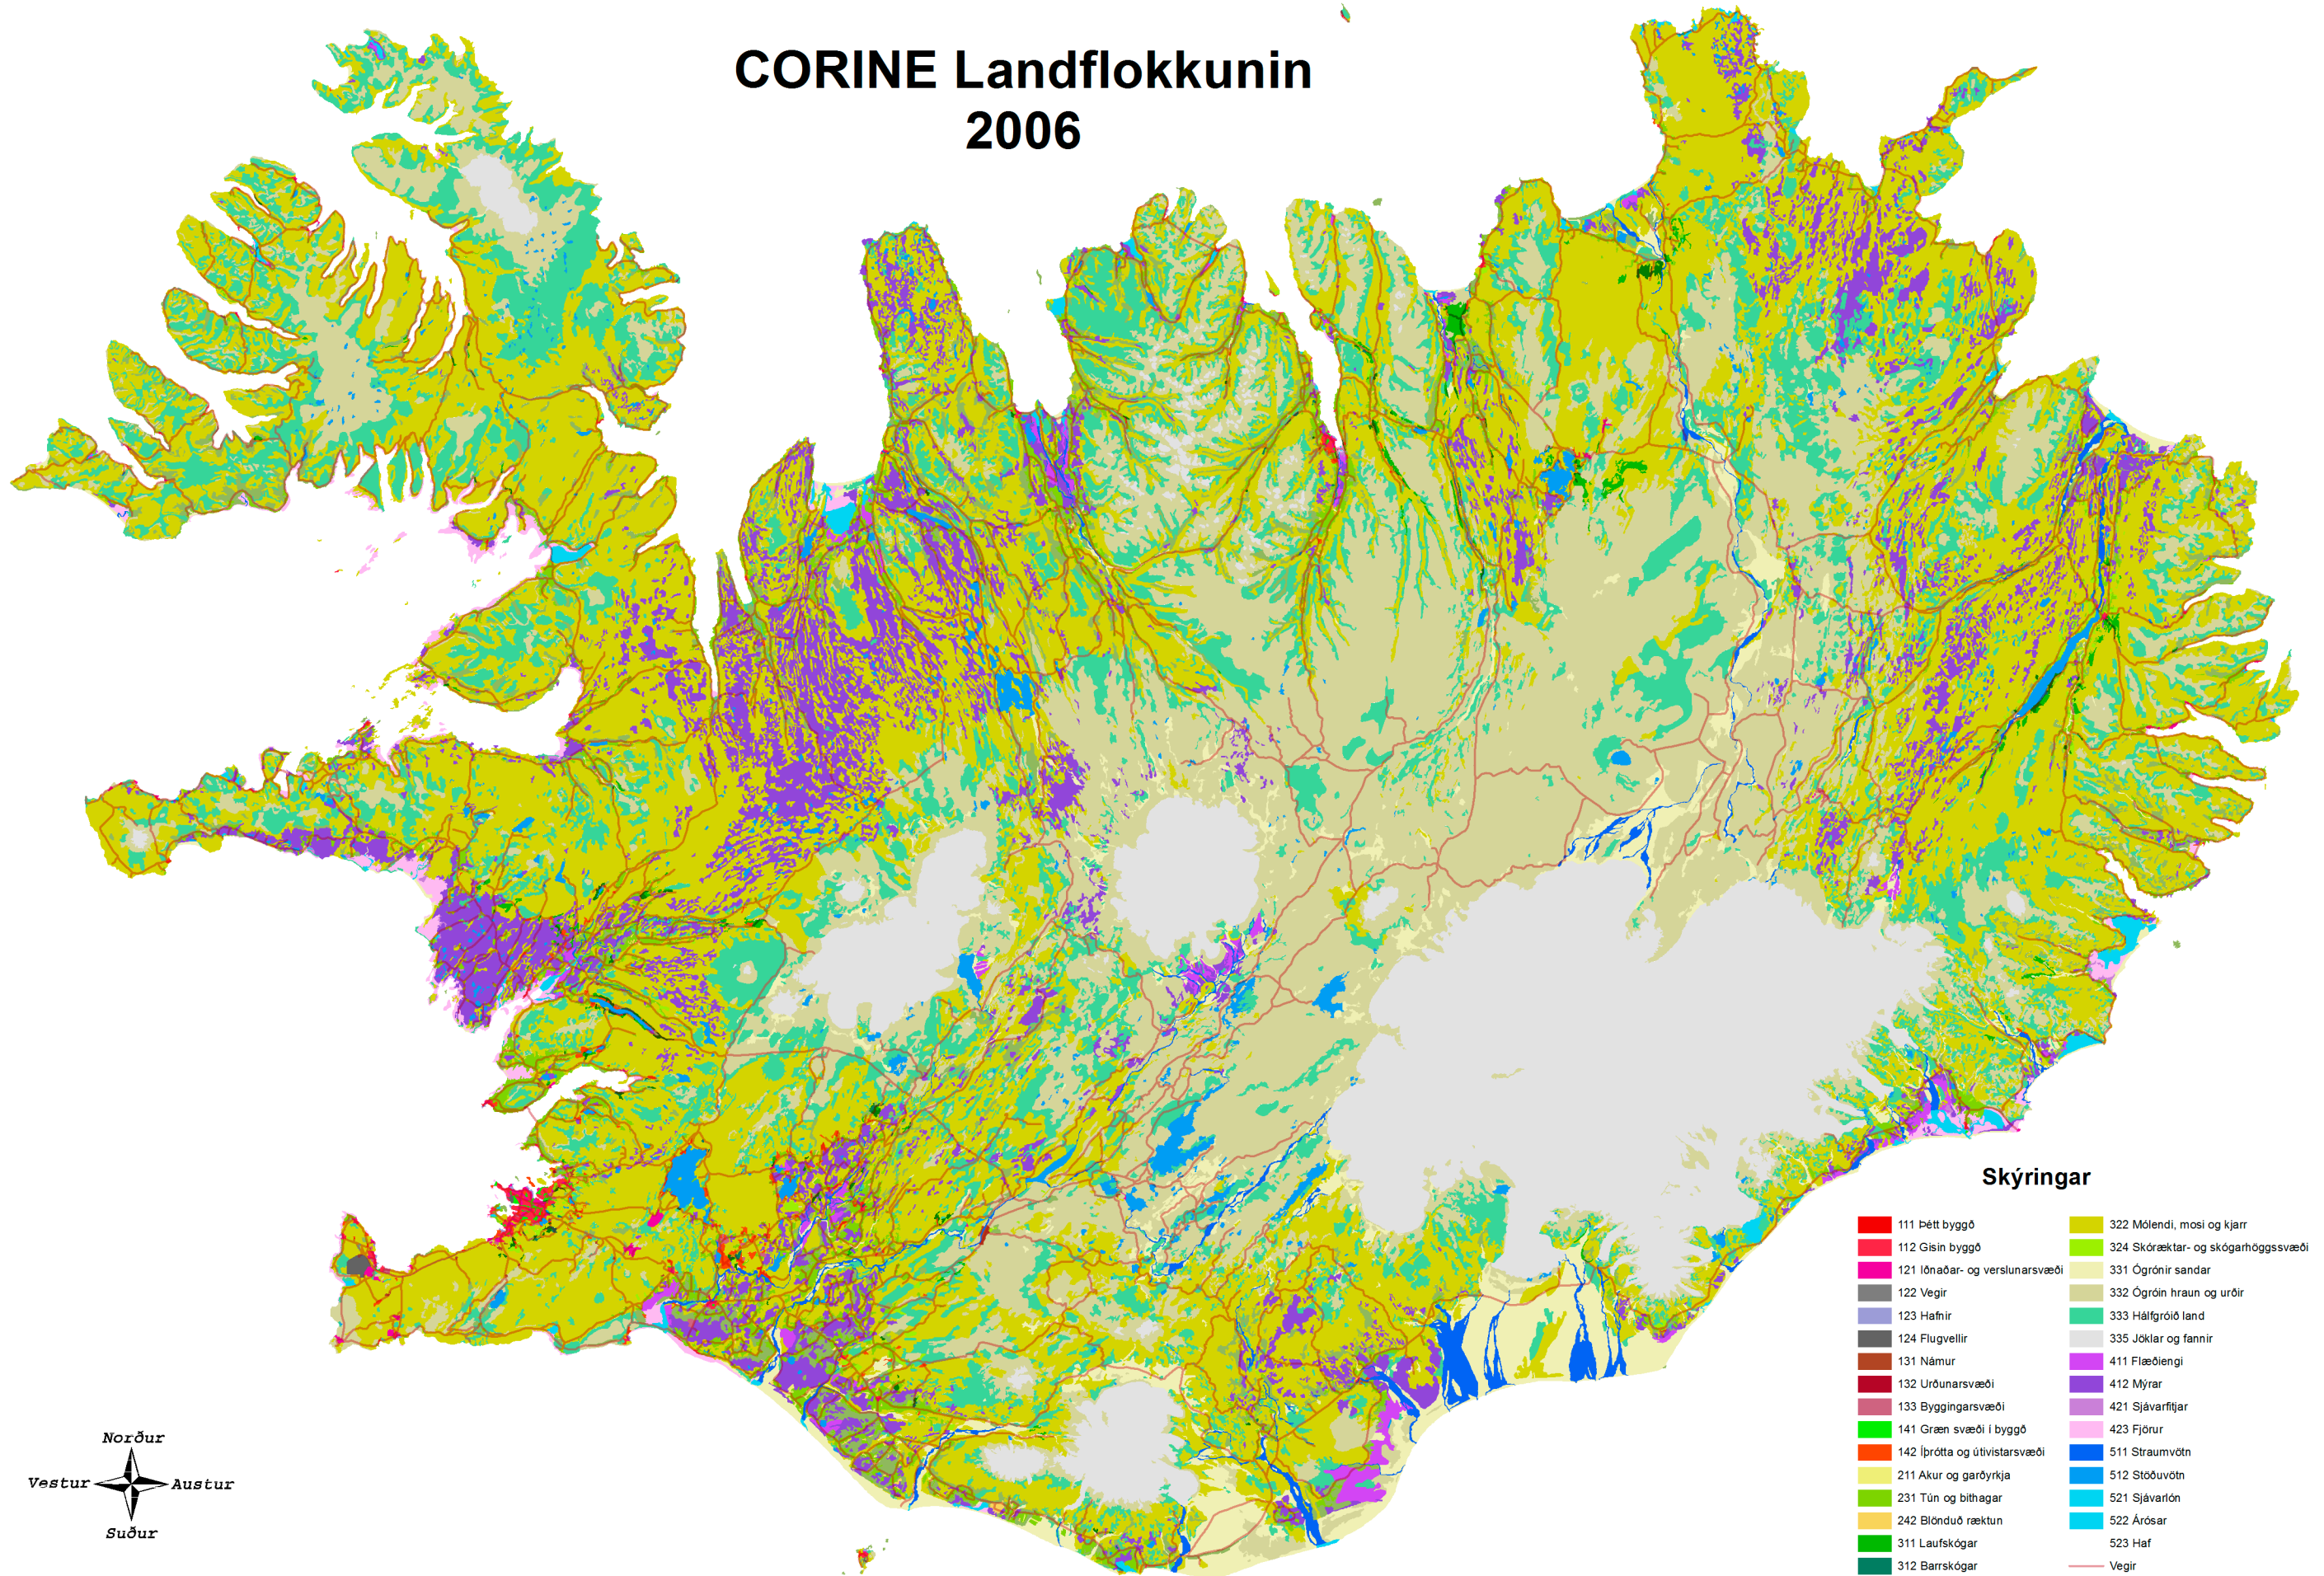 CORINE Landflokkunin
2006
Skýringar
111 Þétt byggð
112 Gisin byggð
121 Iðnaðar- og verslunarsvæði
122 Vegir
123 Hafnir
124 Flugvellir
131 Námur
132 Urðunarsvæði
133 Byggingarsvæði
141 Græn svæði í byggð
142 Íþrótta og útivistarsvæði
211 Akur og garðyrkja
231 Tún og bithagar
242 Blönduð ræktun
311 Laufskógar
312 Barrskógar
322 Mólendi, mosi og kjarr
324 Skóræktar- og skógarhöggssvæði
331 Ógrónir sandar
332 Ógróin hraun og urðir
333 Hálfgróið land
335 Jöklar og fannir
411 Flæðiengi
412 Mýrar
421 Sjávarfitjar
423 Fjörur
511 Straumvötn
512 Stöðuvötn
521 Sjávarlón
522 Árósar
523 Haf
Vegir
Norður
Vestur
Austur
Suður